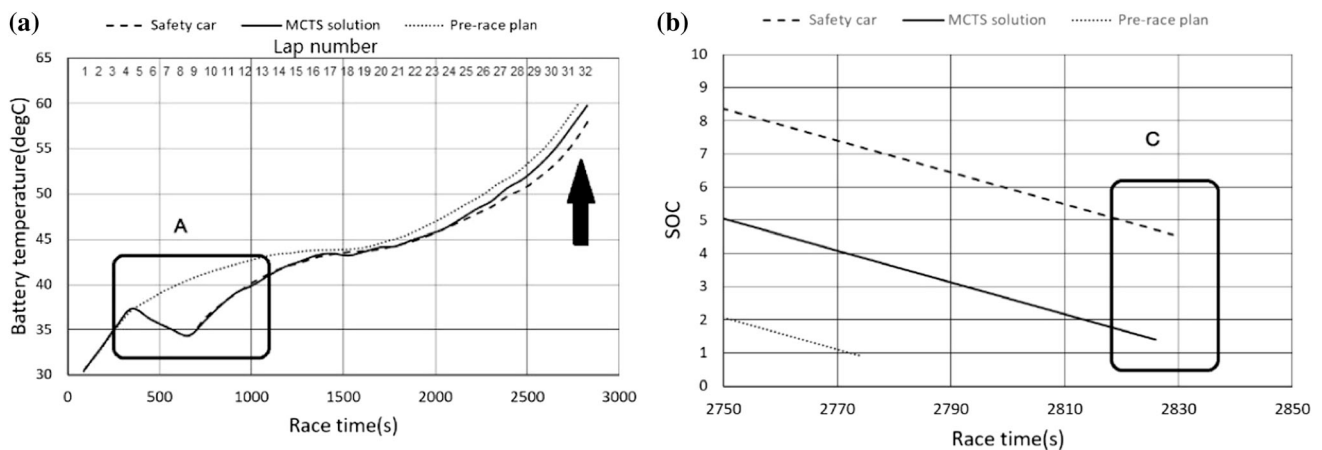 (a)
Safety car MCTS solution Pre-race plan
Lap number
65
1 2 3 4 5 6 7 8 9 10 11 12 13 14 15 16 17 18 19 20 21 22 23 24 25 26 27 28 29 30 31 32
60
55
50
45
40
35
30
Battery temperature(degC)
A
0 500 1000 1500 2000 2500 3000
Race time(s)
(b)
Safety car MCTS solution Pre-race plan
10
9
8
7
6
5
4
3
2
1
0
SOC
C
2750 2770 2790 2810 2830 2850
Race time(s)